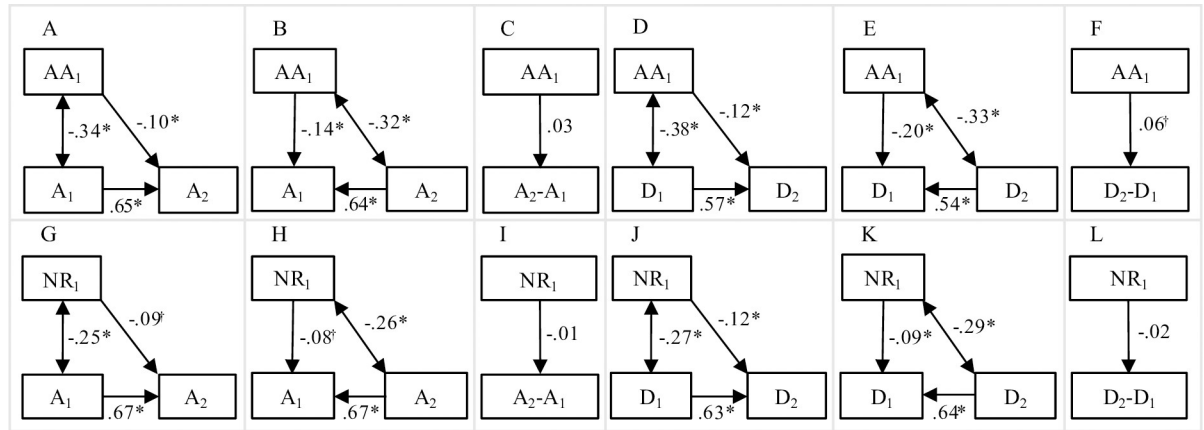 A B C D E F
AA₁ AA₁ AA₁ AA₁ AA₁ AA₁
-.34* -.10* -.14* -.32* .03 -.38* -.12* -.20* -.33* .06†
A₁ A₂ A₁ A₂ A₂-A₁ D₁ D₂ D₁ D₂ D₂-D₁
.65* .64* .57* .54*
G H I J K L
NR₁ NR₁ NR₁ NR₁ NR₁ NR₁
-.25* -.09† -.08† -.26* -.01 -.27* -.12* -.09* -.29* -.02
A₁ A₂ A₁ A₂ A₂-A₁ D₁ D₂ D₁ D₂ D₂-D₁
.67* .67* .63* .64*